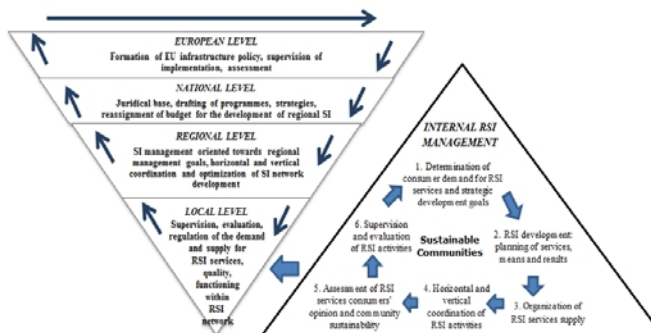 EUROPEAN LEVEL
Formation of EU infrastructure policy, supervision of
implementation, assessment
NATIONAL LEVEL
Juridical base, drafting of programmes, strategies,
reassignment of budget for the development of regional SI
REGIONAL LEVEL
SI management oriented towards regional
management goals, horizontal and vertical
coordination and optimization of SI network
development
LOCAL LEVEL
Supervision, evaluation,
regulation of the demand
and supply for
RSI services,
quality,
functioning
within
RSI
network
INTERNAL RSI
MANAGEMENT
1. Determination of
consumer demand for RSI
services and strategic
development goals
2. RSI development:
planning of services,
means and results
3. Organization of
RSI services supply
4. Horizontal and
vertical
coordination of
RSI activities
5. Assessment of RSI
services consumers'
opinion and community
sustainability
6. Supervision
and evaluation
of RSI activities
Sustainable
Communities